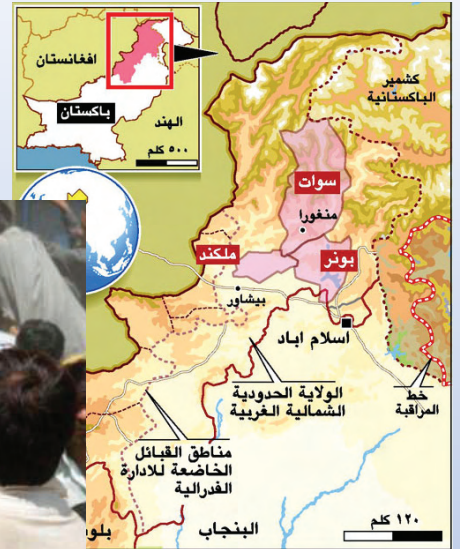 افغانستان
باكستان
الهند
٥٠٠ كلم
كشمير
الباكستانية
سوات
منغورا
ملكند
بونر
بيشاور
اسلام اباد
خط
المراقبة
الولاية الحدودية
الشمالية الغربية
مناطق القبائل
الخاضعة للادارة
الفدرالية
البنجاب
١٢٠ كلم